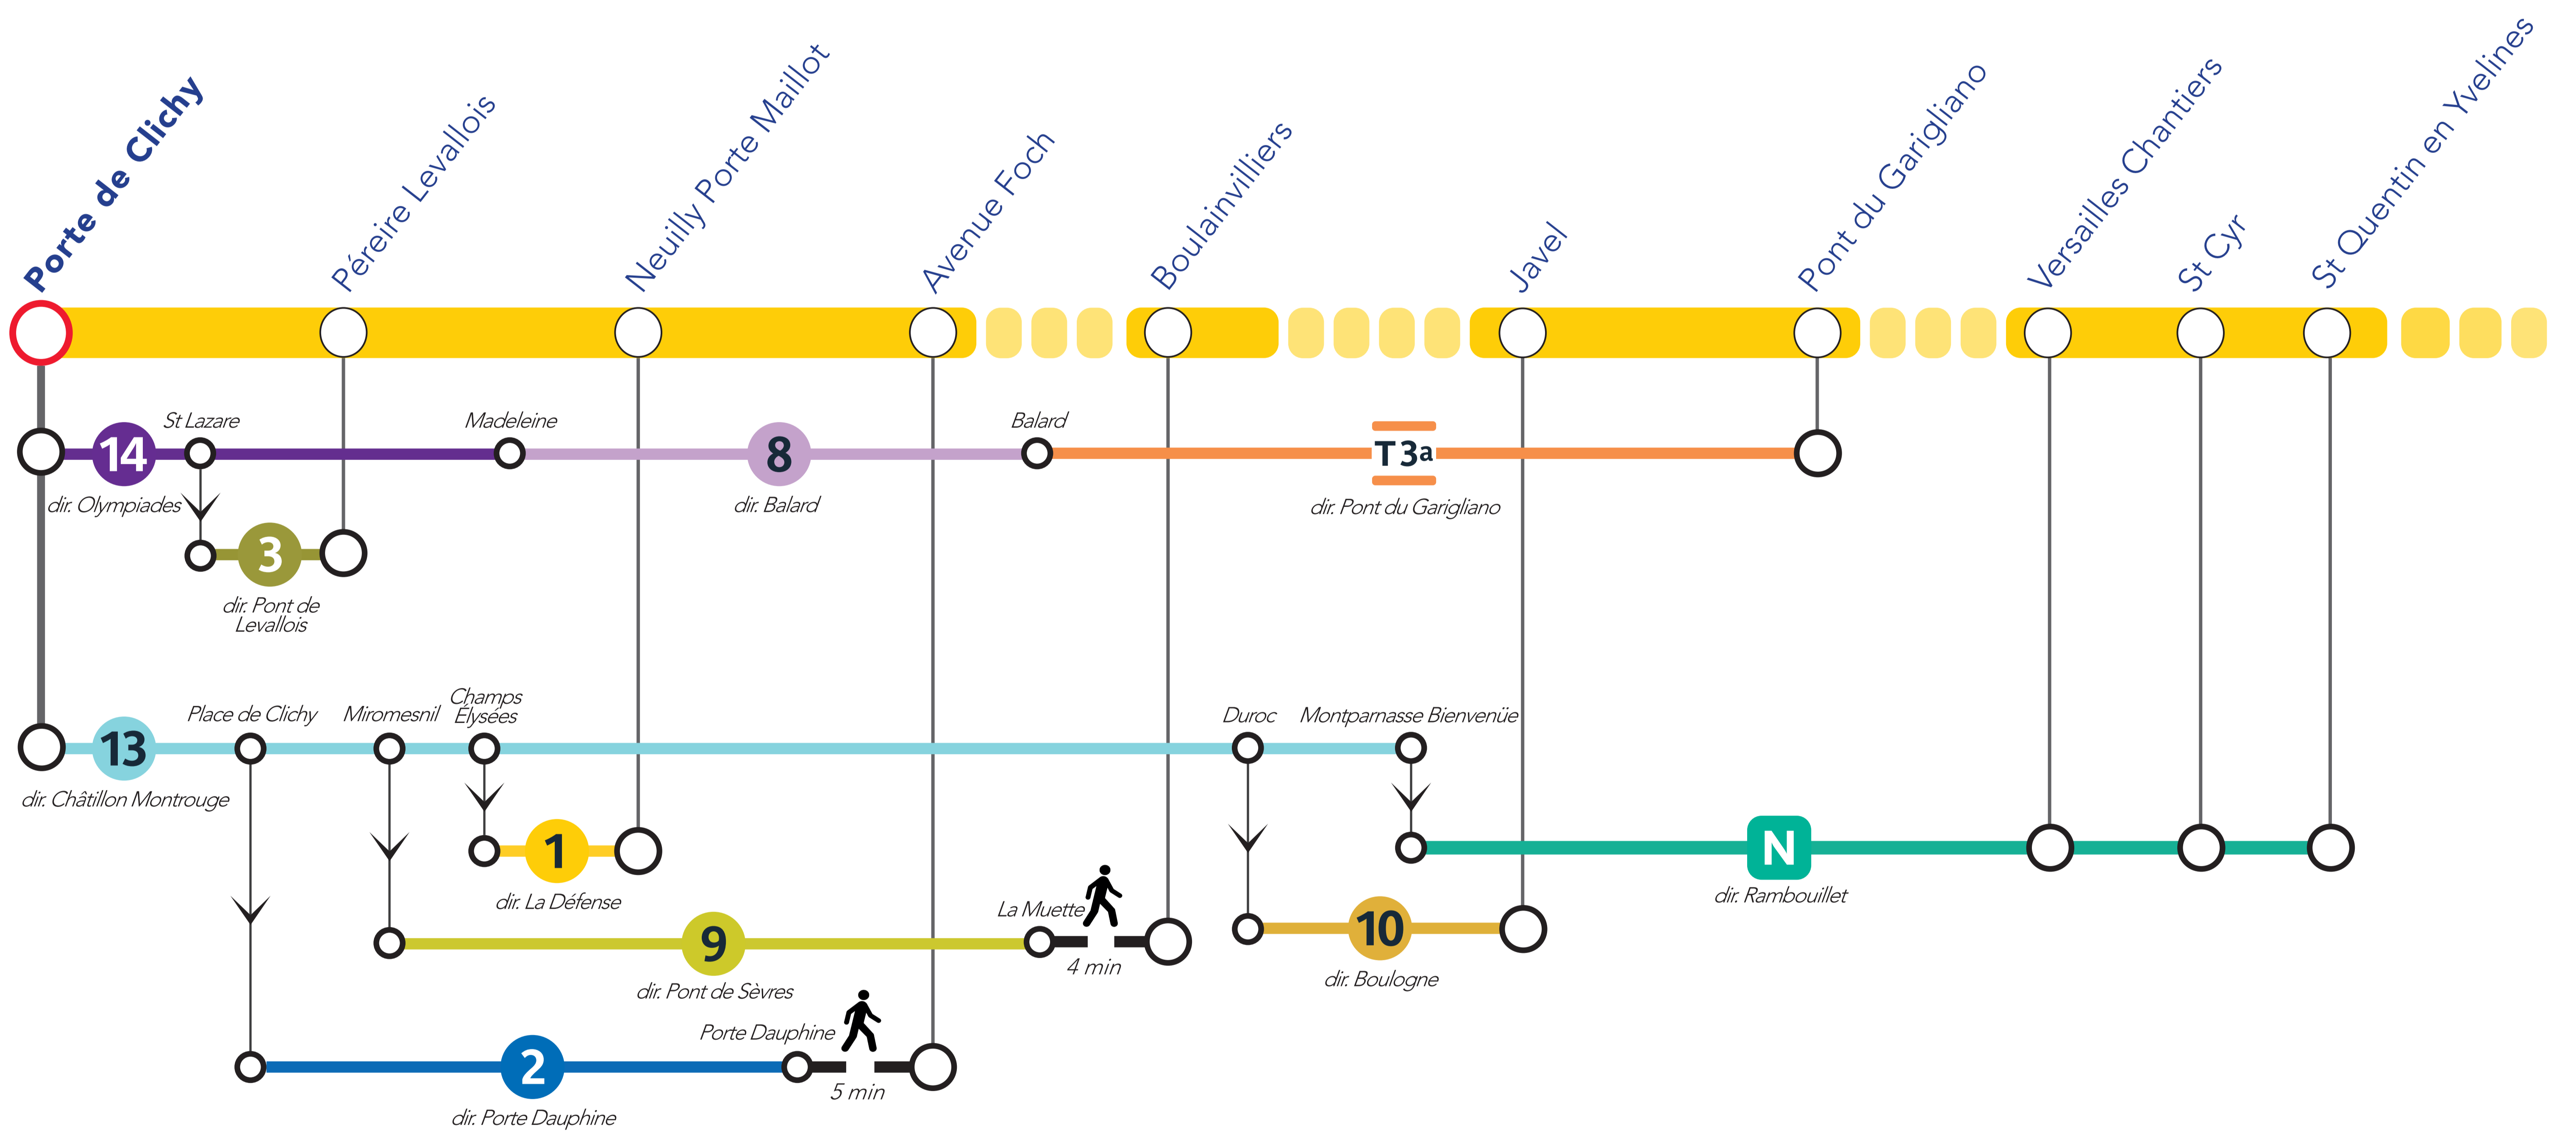 Porte de Clichy
Péreire Levallois
Neuilly Porte Maillot
Avenue Foch
Boulainvilliers
Javel
Pont du Garigliano
Versailles Chantiers
St Cyr
St Quentin en Yvelines
St Lazare
Madeleine
Balard
14
8
T 3a
dir. Olympiades
dir. Balard
dir. Pont du Garigliano
3
dir. Pont de
Levallois
Place de Clichy
Miromesnil
Champs
Élysées
Duroc
Montparnasse Bienvenüe
13
dir. Châtillon Montrouge
1
dir. La Défense
N
dir. Rambouillet
La Muette
9
4 min
dir. Pont de Sèvres
10
dir. Boulogne
Porte Dauphine
2
5 min
dir. Porte Dauphine